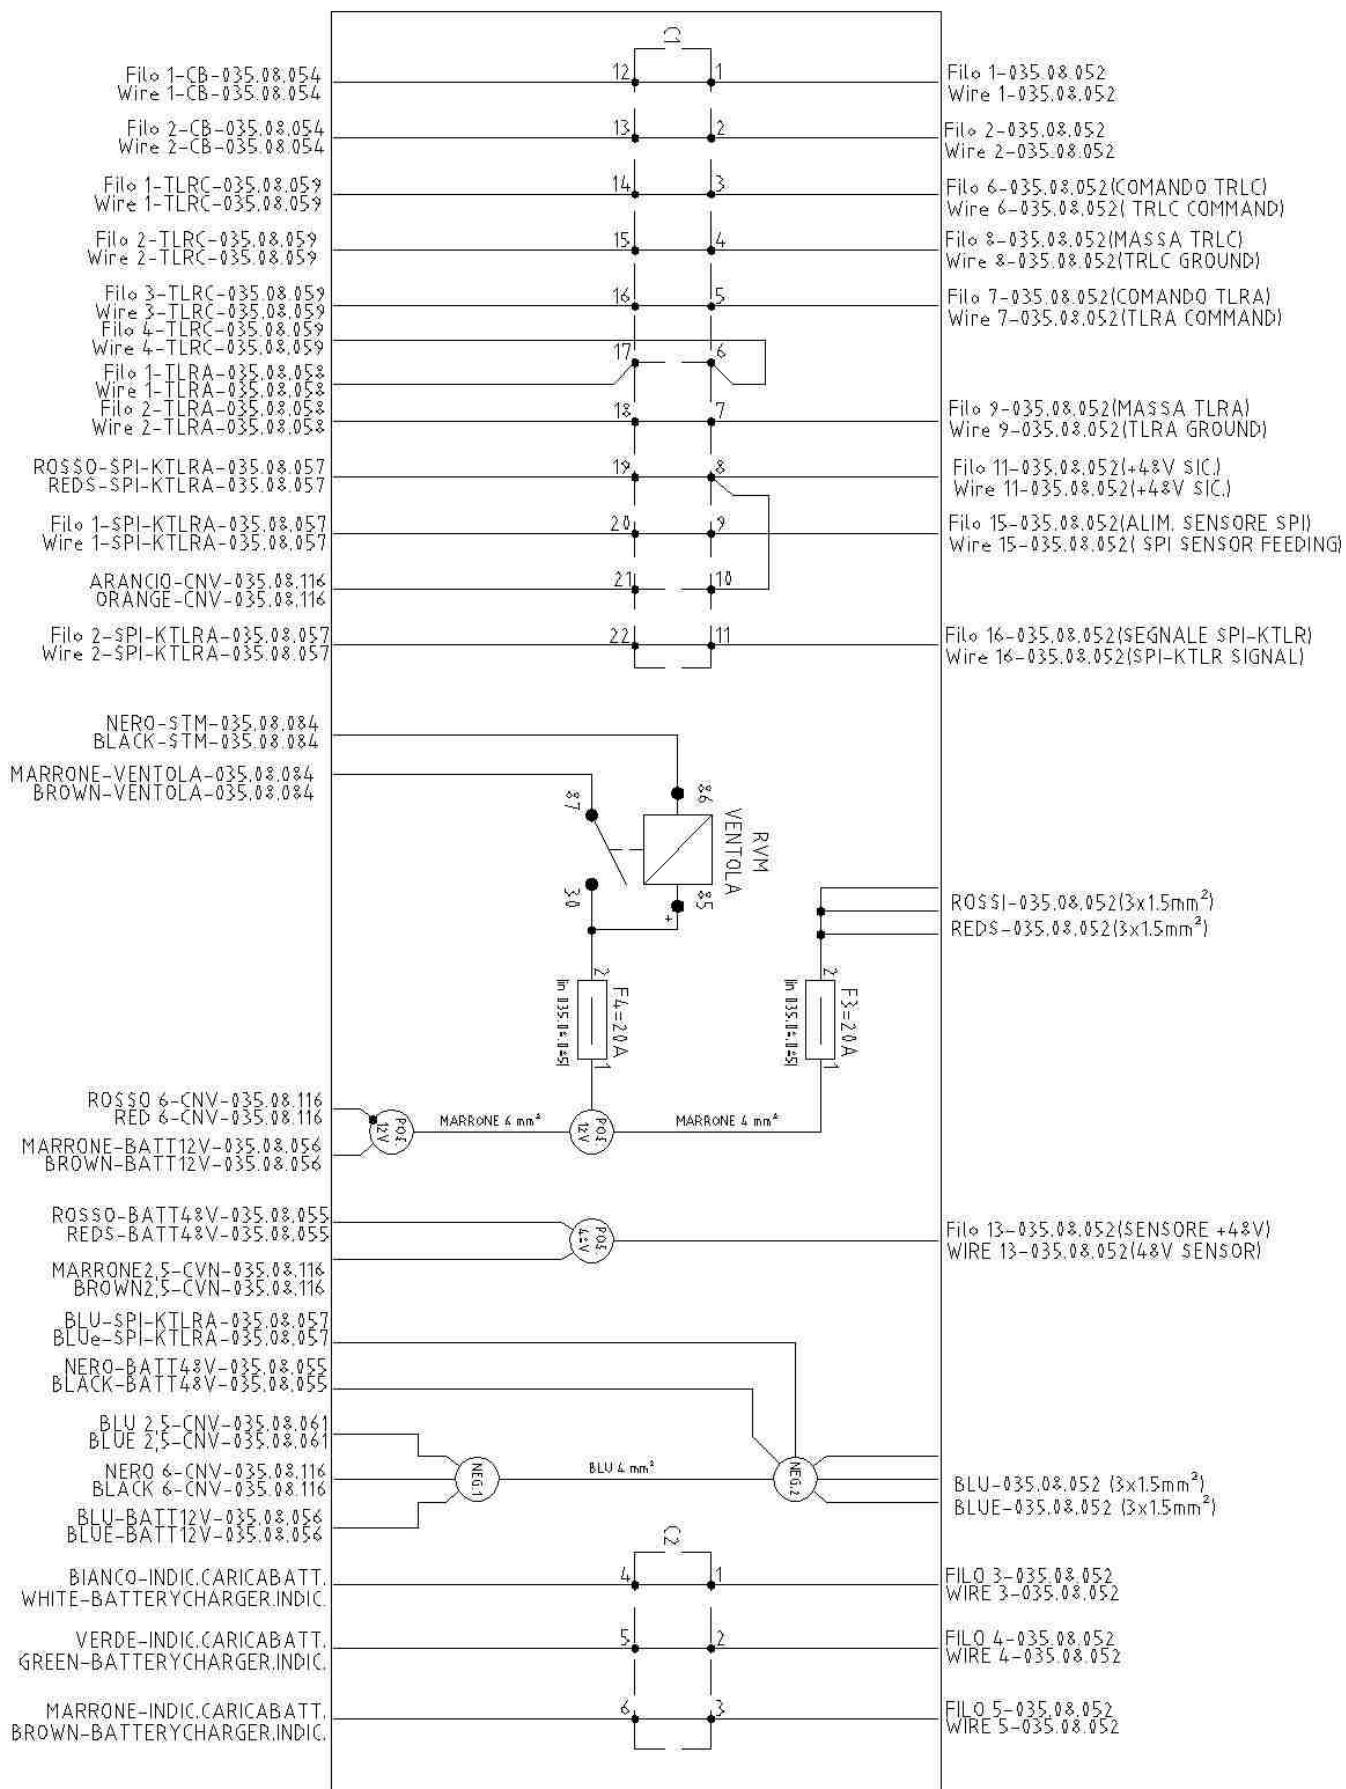 C1
Filo 1-CB-035.08.054
Wire 1-CB-035.08.054
12
1
Filo 1-035.08.052
Wire 1-035.08.052
Filo 2-CB-035.08.054
Wire 2-CB-035.08.054
13
2
Filo 2-035.08.052
Wire 2-035.08.052
Filo 1-TLRC-035.08.059
Wire 1-TLRC-035.08.059
14
3
Filo 6-035.08.052(COMANDO TRLC)
Wire 6-035.08.052( TRLC COMMAND)
Filo 2-TLRC-035.08.059
Wire 2-TLRC-035.08.059
15
4
Filo 8-035.08.052(MASSA TRLC)
Wire 8-035.08.052(TRLC GROUND)
Filo 3-TLRC-035.08.059
Wire 3-TLRC-035.08.059
16
5
Filo 7-035.08.052(COMANDO TLRA)
Wire 7-035.08.052(TLRA COMMAND)
Filo 4-TLRC-035.08.059
Wire 4-TLRC-035.08.059
17
6
Filo 1-TLRA-035.08.058
Wire 1-TLRA-035.08.058
Filo 2-TLRA-035.08.058
Wire 2-TLRA-035.08.058
18
7
Filo 9-035.08.052(MASSA TLRA)
Wire 9-035.08.052(TLRA GROUND)
ROSSO-SPI-KTLRA-035.08.057
REDS-SPI-KTLRA-035.08.057
19
8
Filo 11-035.08.052(+48V SIC.)
Wire 11-035.08.052(+48V SIC.)
Filo 1-SPI-KTLRA-035.08.057
Wire 1-SPI-KTLRA-035.08.057
20
9
Filo 15-035.08.052(ALIM. SENSORE SPI)
Wire 15-035.08.052( SPI SENSOR FEEDING)
ARANCIO-CNV-035.08.116
ORANGE-CNV-035.08.116
21
10
Filo 2-SPI-KTLRA-035.08.057
Wire 2-SPI-KTLRA-035.08.057
22
11
Filo 16-035.08.052(SEGNALE SPI-KTLR)
Wire 16-035.08.052(SPI-KTLR SIGNAL)
NERO-STM-035.08.084
BLACK-STM-035.08.084
MARRONE-VENTOLA-035.08.084
BROWN-VENTOLA-035.08.084
87
86
RVM
VENTOLA
30
85
+
ROSSI-035.08.052(3x1.5mm²)
REDS-035.08.052(3x1.5mm²)
2
F4=20A
1
2
F3=20A
1
ROSSO 6-CNV-035.08.116
RED 6-CNV-035.08.116
POS.
12V
MARRONE 4 mm²
POS.
12V
MARRONE 4 mm²
MARRONE-BATT12V-035.08.056
BROWN-BATT12V-035.08.056
ROSSO-BATT48V-035.08.055
REDS-BATT48V-035.08.055
POS.
48V
Filo 13-035.08.052(SENSORE +48V)
WIRE 13-035.08.052(48V SENSOR)
MARRONE2,5-CVN-035.08.116
BROWN2,5-CVN-035.08.116
BLU-SPI-KTLRA-035.08.057
BLUe-SPI-KTLRA-035.08.057
NERO-BATT48V-035.08.055
BLACK-BATT48V-035.08.055
BLU 2,5-CNV-035.08.061
BLUE 2,5-CNV-035.08.061
NERO 6-CNV-035.08.116
BLACK 6-CNV-035.08.116
NEG.1
BLU 4 mm²
NEG.2
BLU-035.08.052 (3x1.5mm²)
BLUE-035.08.052 (3x1.5mm²)
BLU-BATT12V-035.08.056
BLUE-BATT12V-035.08.056
C2
BIANCO-INDIC.CARICABATT.
WHITE-BATTERYCHARGER.INDIC.
4
1
FILO 3-035.08.052
WIRE 3-035.08.052
VERDE-INDIC.CARICABATT.
GREEN-BATTERYCHARGER.INDIC.
5
2
FILO 4-035.08.052
WIRE 4-035.08.052
MARRONE-INDIC.CARICABATT.
BROWN-BATTERYCHARGER.INDIC.
6
3
FILO 5-035.08.052
WIRE 5-035.08.052